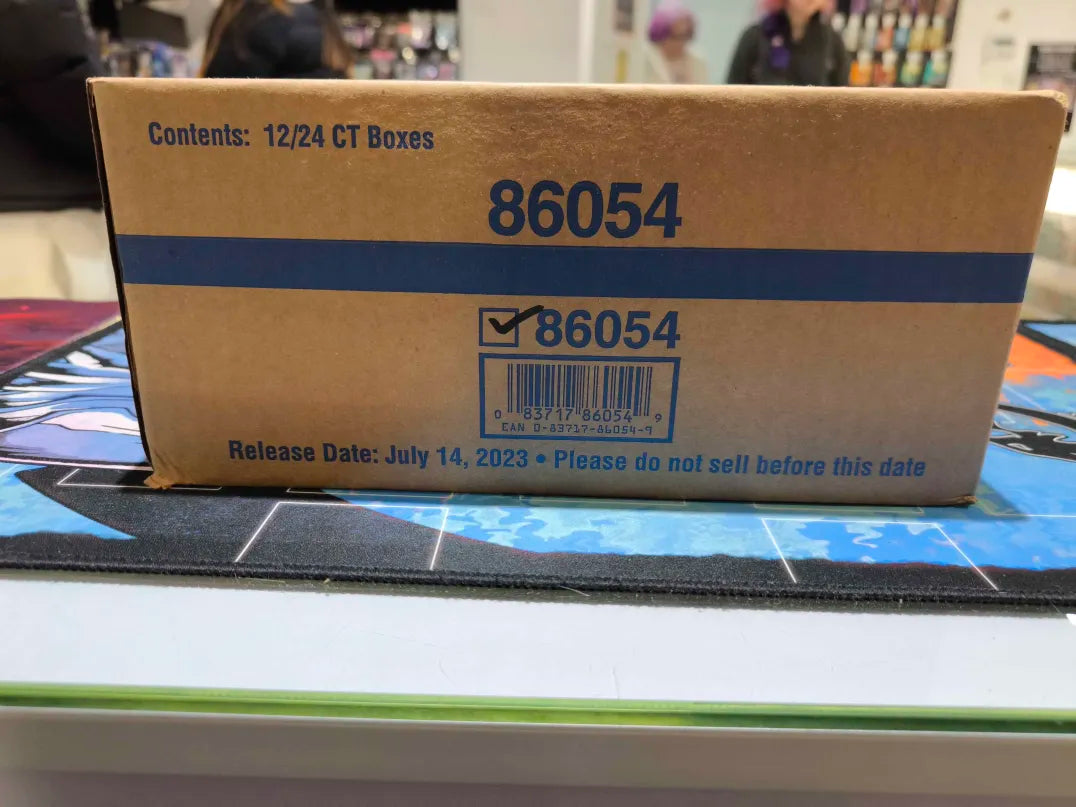 Contents: 12/24 CT Boxes
86054
86054
0 83717 86054 9
EAN 0-83717-86054-9
Release Date: July 14, 2023 • Please do not sell before this date